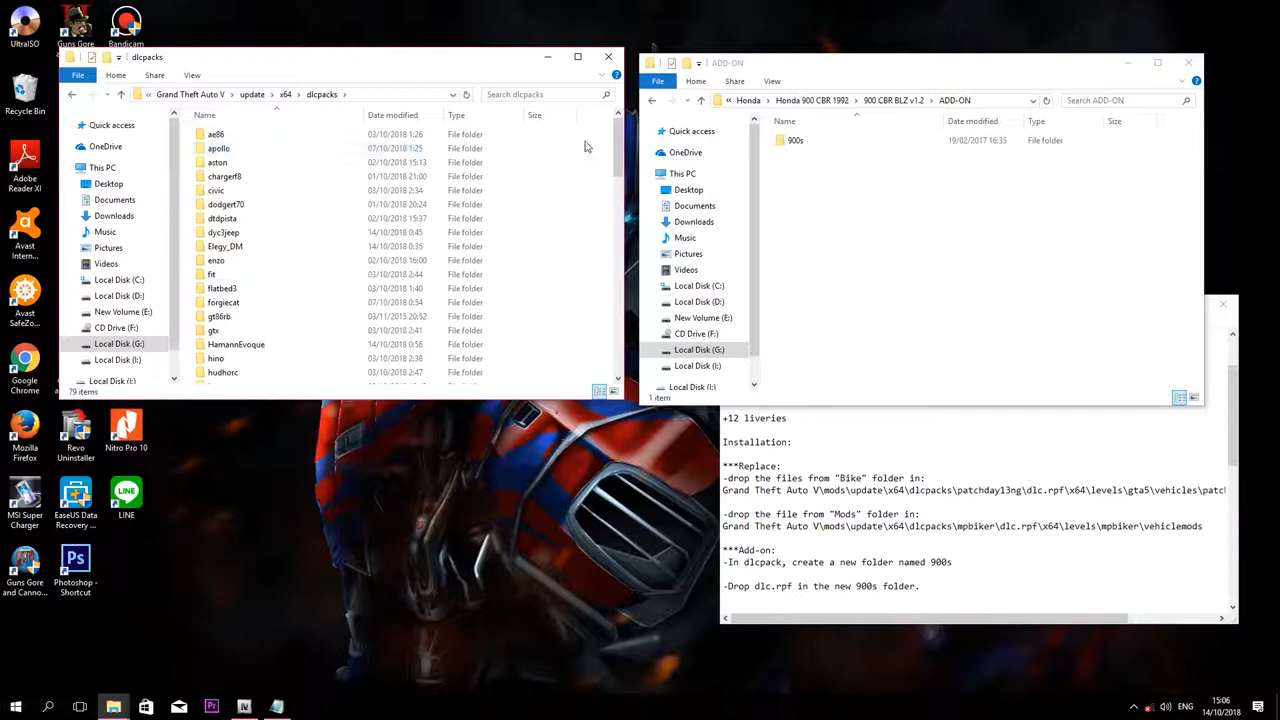 UltraISO
Guns Gore
Bandicam
Recycle Bin
Adobe
Reader XI
Avast
Intern...
Avast
SafeZo...
Google
Chrome
Mozilla
Firefox
Revo
Uninstaller
Nitro Pro 10
MSI Super
Charger
EaseUS Data
Recovery ...
LINE
Guns Gore
and Canno...
Photoshop -
Shortcut
dlcpacks
File Home Share View
Grand Theft Auto V > update > x64 > dlcpacks >
Search dlcpacks
Name Date modified Type Size
Quick access
OneDrive
This PC
Desktop
Documents
Downloads
Music
Pictures
Videos
Local Disk (C:)
Local Disk (D:)
New Volume (E:)
CD Drive (F:)
Local Disk (G:)
Local Disk (I:)
Local Disk (I:)
ae86 03/10/2018 1:26 File folder
apollo 07/10/2018 1:25 File folder
aston 02/10/2018 15:13 File folder
chargerf8 01/10/2018 21:00 File folder
civic 03/10/2018 2:34 File folder
dodgert70 01/10/2018 20:24 File folder
dtdpista 02/10/2018 15:37 File folder
dyc3jeep 14/10/2018 0:45 File folder
Elegy_DM 14/10/2018 0:35 File folder
enzo 02/10/2018 16:00 File folder
fit 03/10/2018 2:44 File folder
flatbed3 03/10/2018 1:40 File folder
forgiecat 07/10/2018 0:54 File folder
gt86rb 03/11/2015 20:52 File folder
gtx 03/10/2018 2:41 File folder
HamannEvoque 14/10/2018 0:56 File folder
hino 03/10/2018 2:38 File folder
hudhorc 03/10/2018 2:47 File folder
79 items
ADD-ON
File Home Share View
Honda > Honda 900 CBR 1992 > 900 CBR BLZ v1.2 > ADD-ON
Search ADD-ON
Name Date modified Type Size
900s 19/02/2017 16:35 File folder
Quick access
OneDrive
This PC
Desktop
Documents
Downloads
Music
Pictures
Videos
Local Disk (C:)
Local Disk (D:)
New Volume (E:)
CD Drive (F:)
Local Disk (G:)
Local Disk (I:)
Local Disk (I:)
1 item
+12 liveries
Installation:
***Replace:
-drop the files from "Bike" folder in:
Grand Theft Auto V\mods\update\x64\dlcpacks\patchday13ng\dlc.rpf\x64\levels\gta5\vehicles\patc
-drop the file from "Mods" folder in:
Grand Theft Auto V\mods\update\x64\dlcpacks\mpbiker\dlc.rpf\x64\levels\mpbiker\vehiclemods
***Add-on:
-In dlcpack, create a new folder named 900s
-Drop dlc.rpf in the new 900s folder.
ENG
15:06
14/10/2018